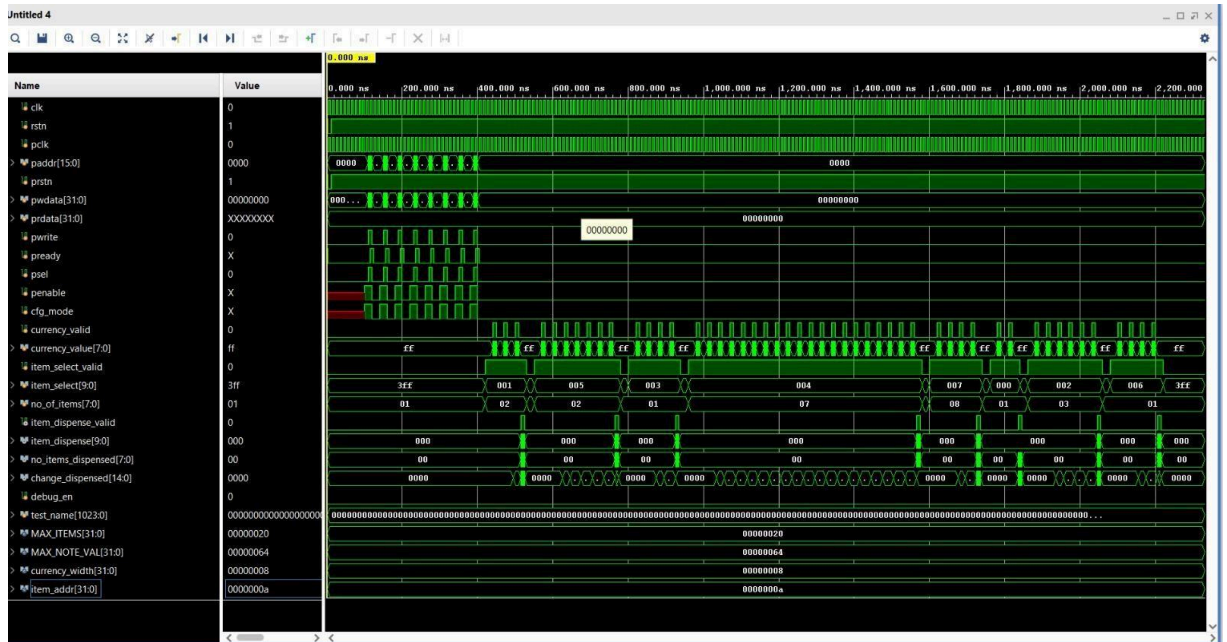 Untitled 4
0.000 ns
Name Value 0.000 ns 200.000 ns 400.000 ns 600.000 ns 800.000 ns 1,000.000 ns 1,200.000 ns 1,400.000 ns 1,600.000 ns 1,800.000 ns 2,000.000 ns 2,200.000
clk 0
rstn 1
pclk 0
paddr[15:0] 0000 0000 0000
prstn 1
pwdata[31:0] 00000000 000... 00000000
prdata[31:0] XXXXXXXX 00000000
pwrite 0 00000000
pready X
psel 0
penable X
cfg_mode X
currency_valid 0
currency_value[7:0] ff ff ff ff ff ff ff ff ff ff
item_select_valid 0
item_select[9:0] 3ff 3ff 001 005 003 004 007 000 002 006 3ff
no_of_items[7:0] 01 01 02 02 01 07 08 01 03 01
item_dispense_valid 0
item_dispense[9:0] 000 000 000 000 000 000 000 000 000
no_items_dispensed[7:0] 00 00 00 00 00 00 00 00 00 00
change_dispensed[14:0] 0000 0000 0000 0000 0000 0000 0000 0000 0000 0000
debug_en 0
MAX_ITEMS[31:0] 00000020 00000020
MAX_NOTE_VAL[31:0] 00000064 00000064
currency_width[31:0] 00000008 00000008
item_addr[31:0] 0000000a 0000000a
test_name[1023:0]